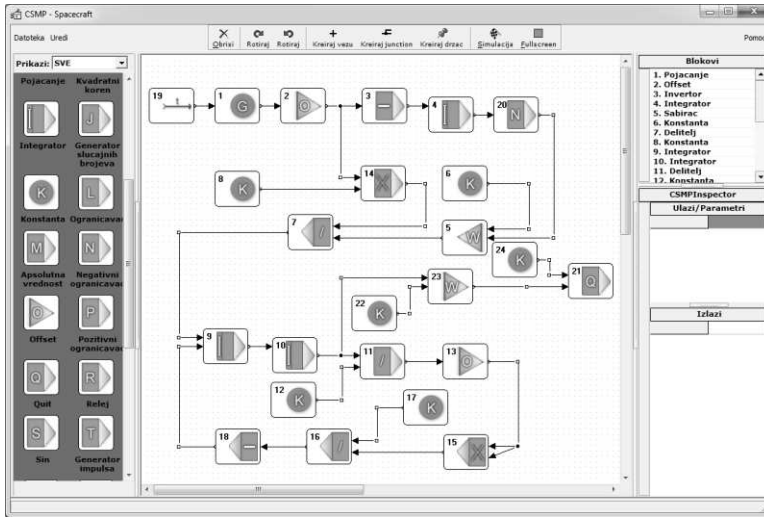 CSMP - Spacecraft
Datoteka Uredi
Obrisi Rotiraj Rotiraj Kreiraj vezu Kreiraj junction Kreiraj drzac Simulacija Fullscreen
Pomoc
Prikazi: SVE
Pojacanje Kvadratni koren
Integrator Generator slucajnih brojeva
Konstanta Ogranicavac
Apsolutna vrednost Negativni ogranicavac
Offset Pozitivni ogranicavac
Quit Relej
Sin Generator impulsa
K
J
L
M
N
O
P
Q
R
S
T
19 t
1 G
2 O
3
4
20 N
8 K
14 X
6 K
7 /
5 W
24 K
21 Q
23 W
22 K
9
10
11 /
13 O
12 K
17 K
18
16 /
15 X
Blokovi
1. Pojacanje
2. Offset
3. Invertor
4. Integrator
5. Sabirac
6. Konstanta
7. Delitelj
8. Konstanta
9. Integrator
10. Integrator
11. Delitelj
12. Konstanta
CSMPInspector
Ulazi/Parametri
Izlazi